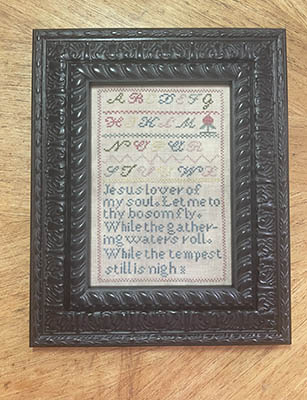 A B D E F G
H I K L M
N O P Q R
S T U V W X
Jesus lover of
my soul. Let me to
thy bosom fly.
While the gather-
ing waters roll.
While the tempest
still is nigh